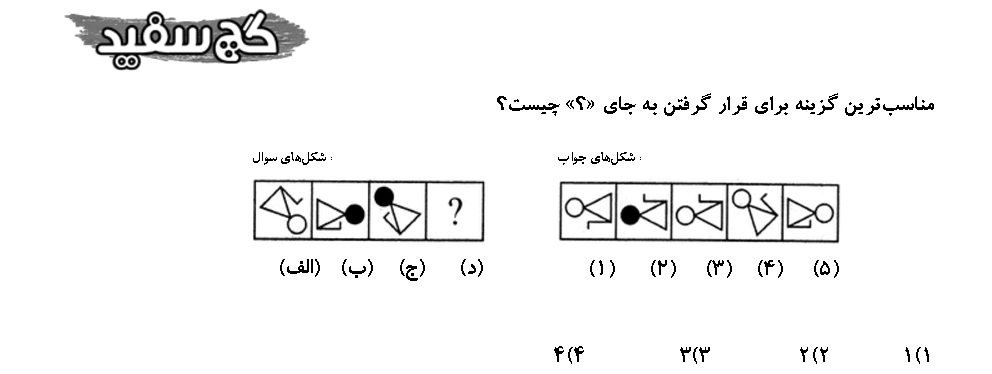 گچ سفید
مناسب‌ترین گزینه برای قرار گرفتن به جای «؟» چیست؟
شکل‌های سوال :
شکل‌های جواب :
?
(الف) (ب) (ج) (د)
(۱) (۲) (۳) (۴) (۵)
۱)۱ ۲)۲ ۳)۳ ۴)۴